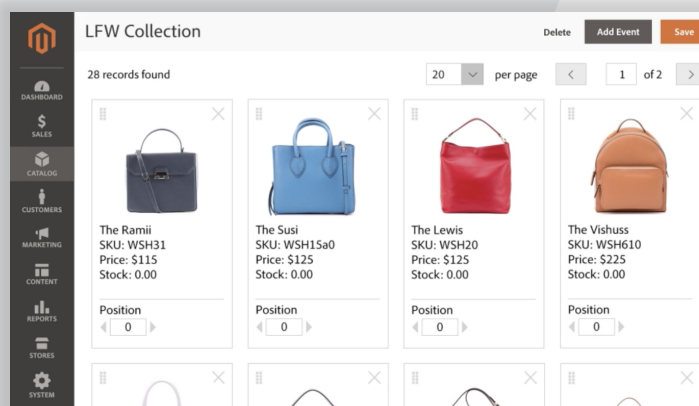 LFW Collection
Delete
Add Event
Save
28 records found
20
per page
1
of 2
DASHBOARD
SALES
CATALOG
CUSTOMERS
MARKETING
CONTENT
REPORTS
STORES
SYSTEM
The Ramii
SKU: WSH31
Price: $115
Stock: 0.00
Position
0
The Susi
SKU: WSH15a0
Price: $125
Stock: 0.00
Position
0
The Lewis
SKU: WSH20
Price: $125
Stock: 0.00
Position
0
The Vishuss
SKU: WSH610
Price: $225
Stock: 0.00
Position
0